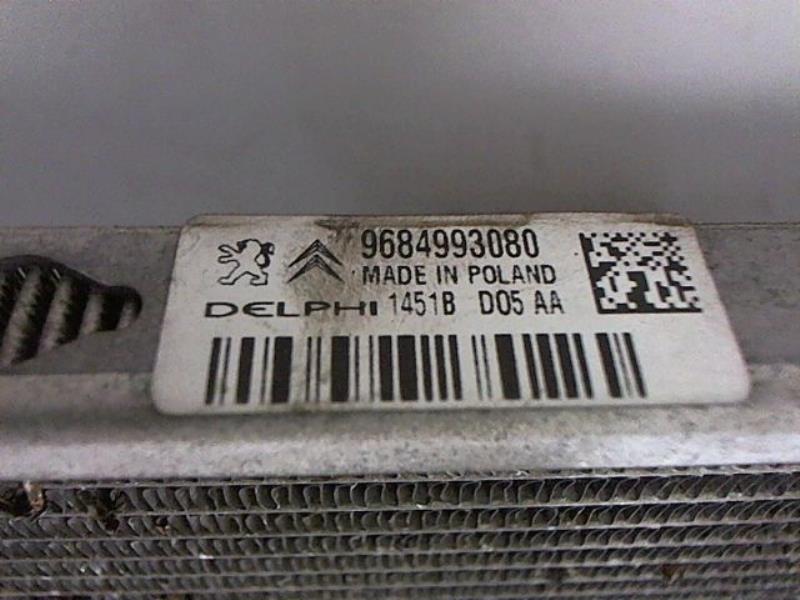 9684993080
MADE IN POLAND
DELPHI 1451B D05 AA